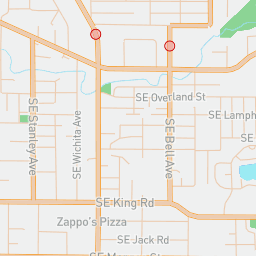 SE Overland St
SE Lamph
SE Stanley Ave
SE Wichita Ave
SE Bell Ave
SE King Rd
Zappo's Pizza
SE Jack Rd